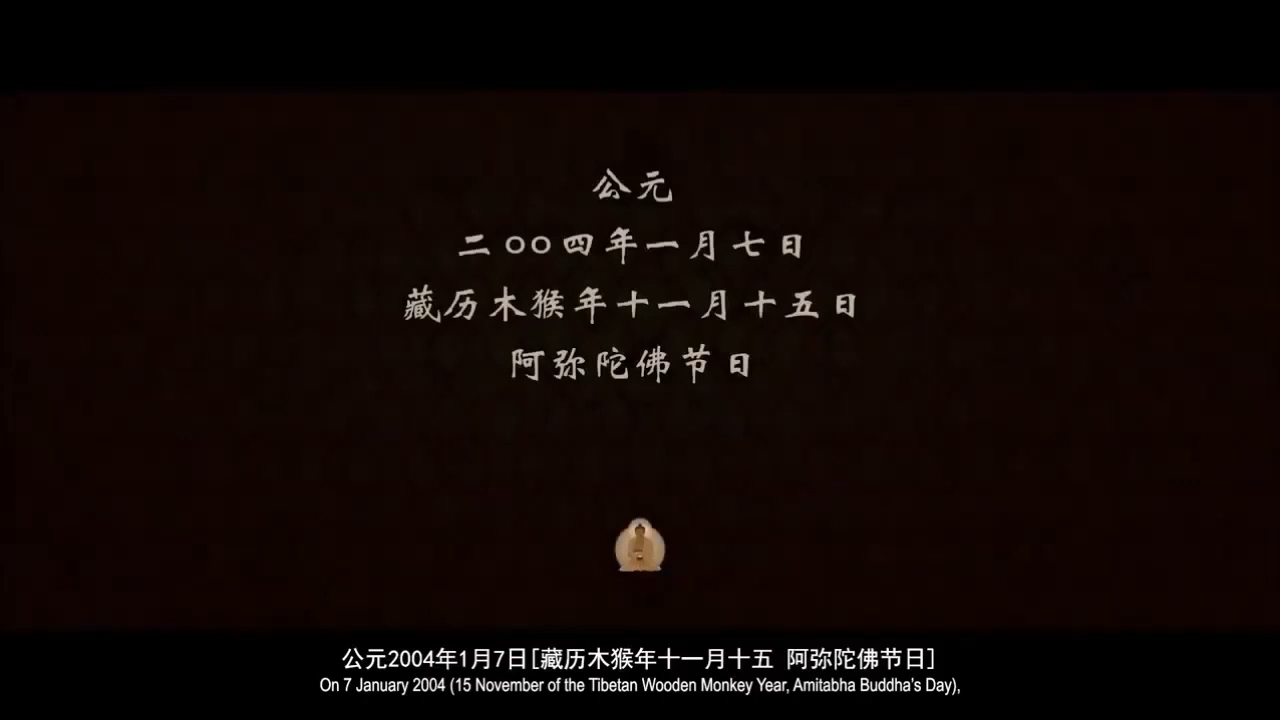 公元
二〇〇四年一月七日
藏历木猴年十一月十五日
阿弥陀佛节日
公元2004年1月7日[藏历木猴年十一月十五 阿弥陀佛节日]
On 7 January 2004 (15 November of the Tibetan Wooden Monkey Year, Amitabha Buddha's Day),